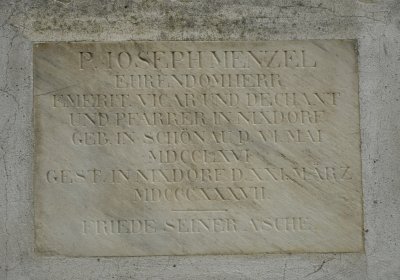 P. IOSEPH MENZEL
EHRENDOMHERR
EMERIT. VICAR UND DECHANT
UND PFARRER IN NIXDORF
GEB. IN SCHÖNAU D. VI MAI
MDCCLXVI
GEST. IN NIXDORF D. XXI. MÄRZ
MDCCCXXXVII.
FRIEDE SEINER ASCHE.